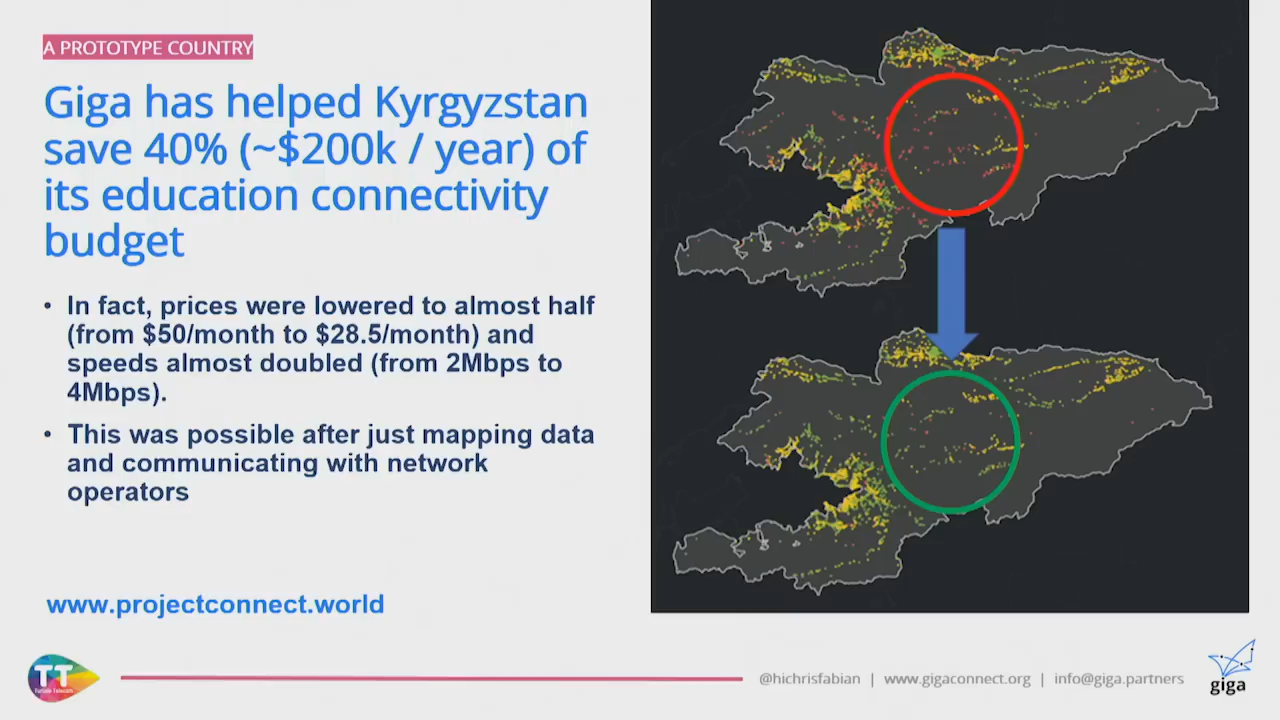 A PROTOTYPE COUNTRY
Giga has helped Kyrgyzstan
save 40% (~$200k / year) of
its education connectivity
budget
• In fact, prices were lowered to almost half
(from $50/month to $28.5/month) and
speeds almost doubled (from 2Mbps to
4Mbps).
• This was possible after just mapping data
and communicating with network
operators
www.projectconnect.world
TT
Türk Telekom
@hichrisfabian | www.gigaconnect.org | info@giga.partners
giga